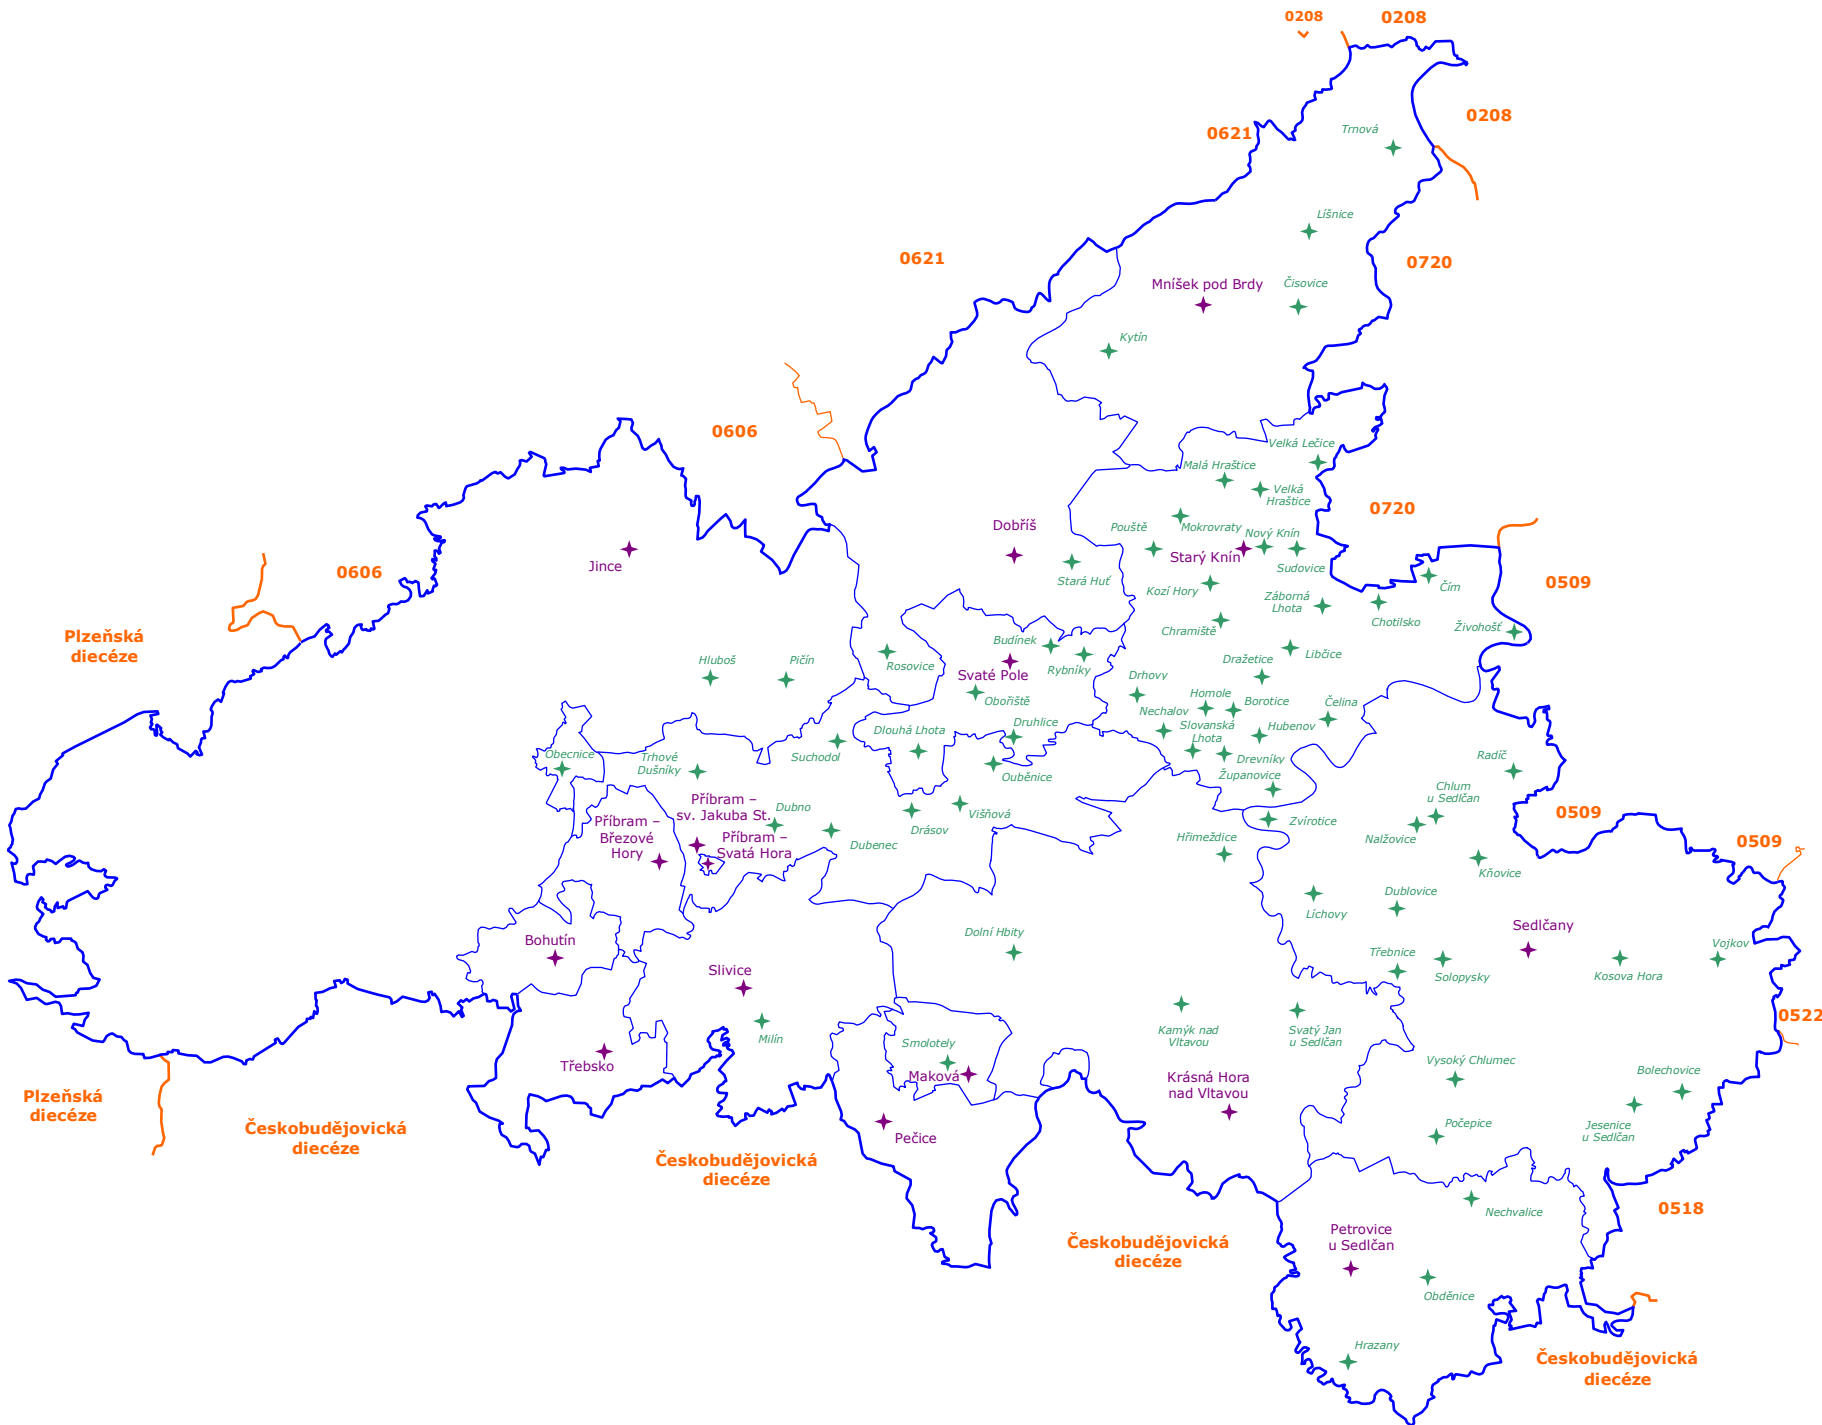 0208
0208
0208
0621
Trnová
Líšnice
0621
0720
Mníšek pod Brdy
Čisovice
Kytín
0606
Velká Lečice
Malá Hraštice
Velká
Hraštice
0720
Dobříš
Pouště
Mokrovraty
Nový Knín
Starý Knín
Sudovice
Jince
0606
Stará Huť
Kozí Hory
Záborná
Lhota
Čím
0509
Chotilsko
Živohošť
Chramiště
Plzeňská
diecéze
Hluboš
Pičín
Rosovice
Budínek
Rybníky
Svaté Pole
Obořiště
Libčice
Dražetice
Drhovy
Homole
Borotice
Čelina
Nechalov
Slovanská
Lhota
Hubenov
Drevníky
Županovice
0509
Druhlice
Dlouhá Lhota
Suchodol
Ouběnice
Obecnice
Trhové
Dušníky
Radíč
Chlum
u Sedlčan
Nalžovice
0509
0509
Příbram –
sv. Jakuba St.
Dubno
Višňová
Drásov
Dubenec
Příbram –
Březové
Hory
Příbram –
Svatá Hora
Zvírotice
Hřiměždice
Kňovice
Dublovice
Líchovy
Sedlčany
Bohutín
Dolní Hbity
Třebnice
Solopysky
Kosova Hora
Vojkov
Slivice
Milín
Kamýk nad
Vltavou
Svatý Jan
u Sedlčan
0522
Třebsko
Smolotely
Maková
Vysoký Chlumec
Krásná Hora
nad Vltavou
Bolechovice
Plzeňská
diecéze
Českobudějovická
diecéze
Pečice
Počepice
Jesenice
u Sedlčan
Českobudějovická
diecéze
0518
Nechvalice
Petrovice
u Sedlčan
Českobudějovická
diecéze
Obděnice
Hrazany
Českobudějovická
diecéze